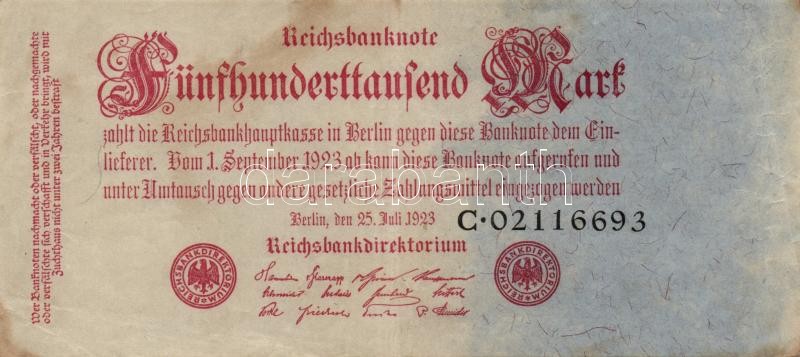 Reichsbanknote
Fünfhunderttausend Mark
zahlt die Reichsbankhauptkasse in Berlin gegen diese Banknote dem Ein-
lieferer. Vom 1. September 1923 ab kann diese Banknote aufgerufen und
unter Umtausch gegen andere gesetzliche Zahlungsmittel eingezogen werden
Berlin, den 25. Juli 1923
C·02116693
Reichsbankdirektorium
REICHSBANKDIREKTORIUM
REICHSBANKDIREKTORIUM
Wer Banknoten nachmacht oder verfälscht, oder nachgemachte
oder verfälschte sich verschafft und in Verkehr bringt, wird mit
Zuchthaus nicht unter zwei Jahren bestraft
Darabanth